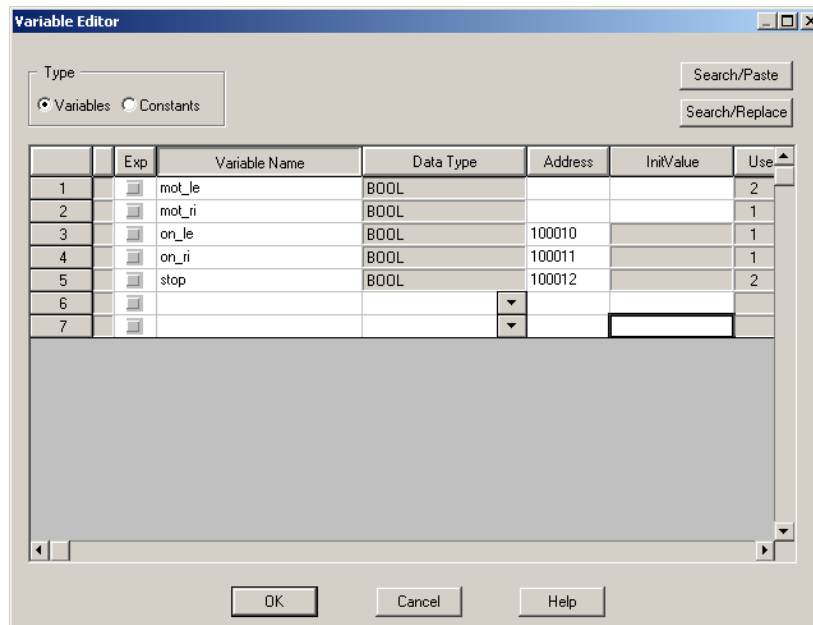 Variable Editor
Type
Variables Constants
Search/Paste
Search/Replace
Exp Variable Name Data Type Address InitValue Use
1 mot_le BOOL 2
2 mot_ri BOOL 1
3 on_le BOOL 100010 1
4 on_ri BOOL 100011 1
5 stop BOOL 100012 2
6
7
OK Cancel Help